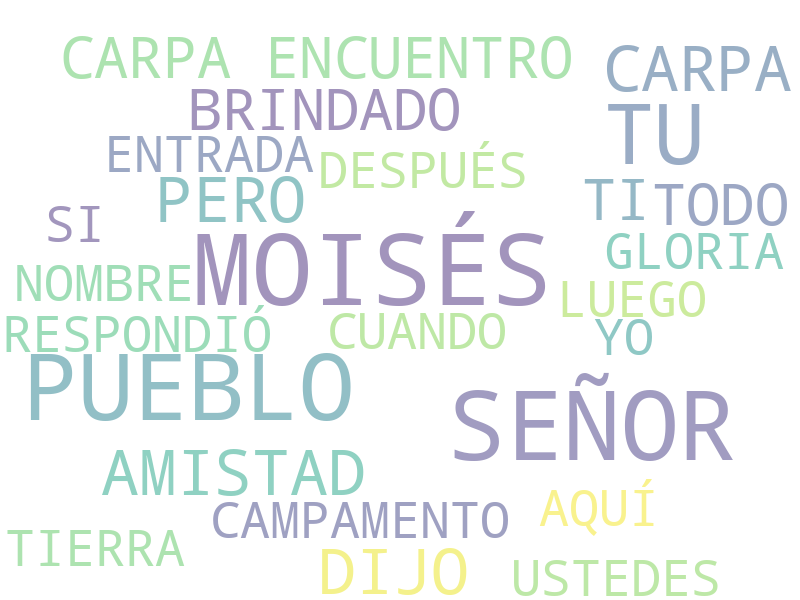 CARPA ENCUENTRO
CARPA
BRINDADO
TU
ENTRADA
DESPUÉS
PERO
TI
TODO
SI
MOISÉS
GLORIA
NOMBRE
LUEGO
RESPONDIÓ
CUANDO
YO
PUEBLO
SEÑOR
AMISTAD
CAMPAMENTO
AQUÍ
TIERRA
DIJO
USTEDES